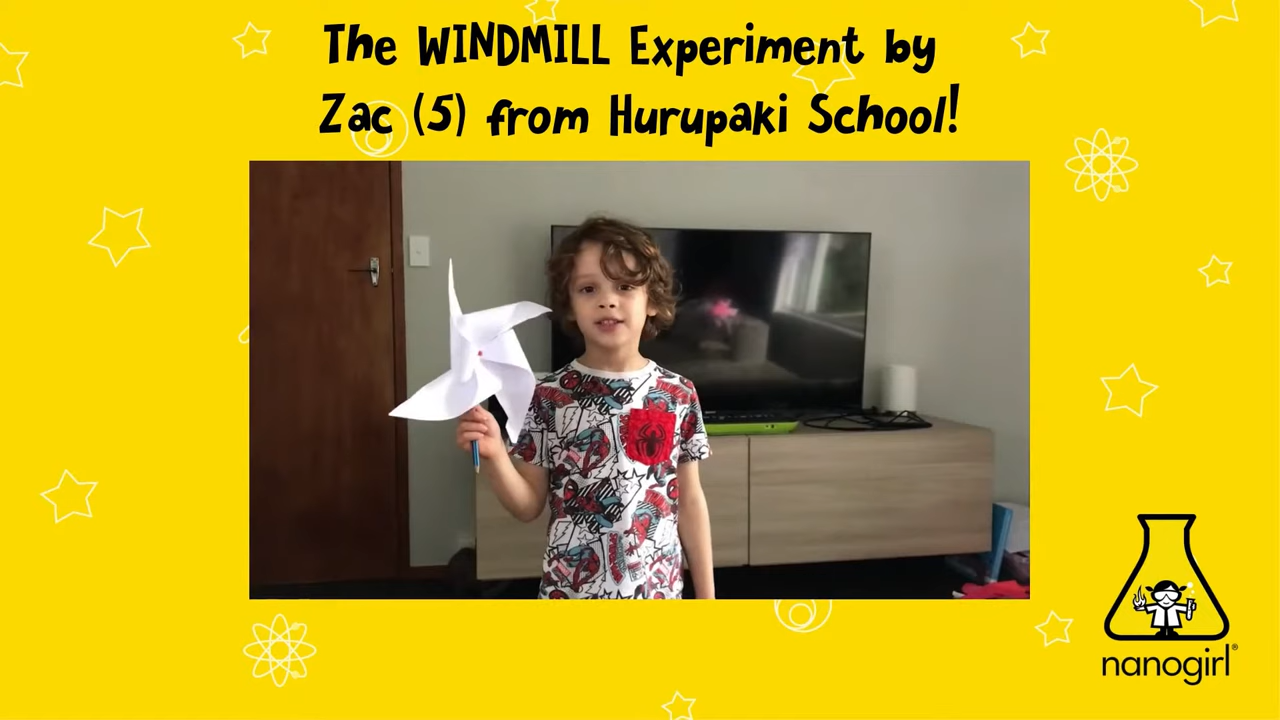 The WINDMILL Experiment by
Zac (5) from Hurupaki School!
nanogirl®